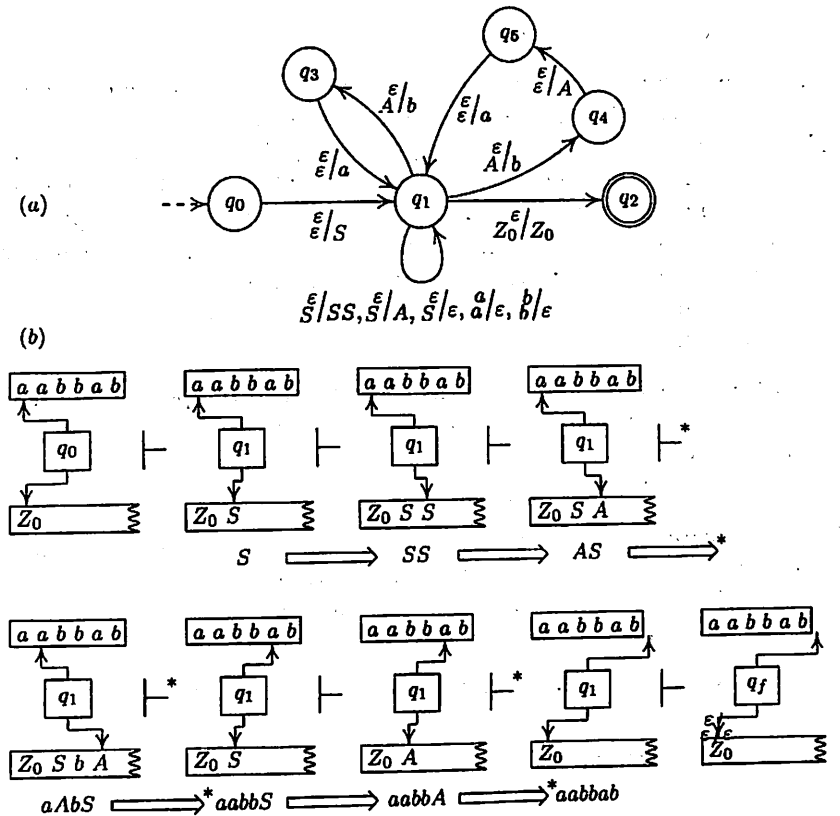 q5
q3
ε
A/b
ε
ε/A
ε
ε/a
q4
ε
ε/a
ε
A/b
(a)
q0
q1
q2
ε
ε/S
ε
Z0/Z0
ε
S/SS, ε
S/A, ε
S/ε, a
a/ε, b
b/ε
(b)
a a b b a b
a a b b a b
a a b b a b
a a b b a b
q0
q1
q1
q1
*
Z0
Z0 S
Z0 S S
Z0 S A
S
SS
AS
*
a a b b a b
a a b b a b
a a b b a b
a a b b a b
a a b b a b
q1
*
q1
q1
*
q1
qf
ε
ε/ε
Z0 S b A
Z0 S
Z0 A
Z0
Z0
aAbS
*aabbS
aabbA
*aabbab